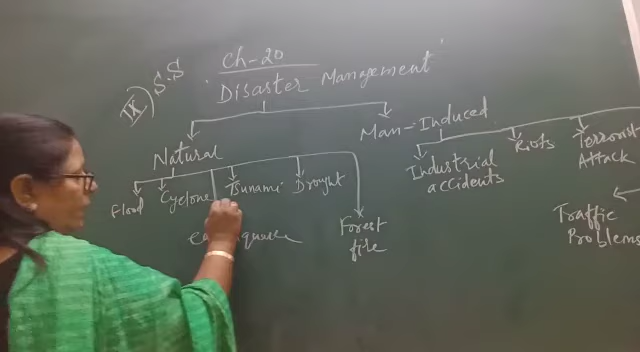 IX) S.S
Ch-20
Disaster Management
Natural
Man-Induced
Flood
Cyclone
Tsunami
Drought
Forest
fire
Industrial
accidents
Riots
Terrorist
Attack
Traffic
Problems